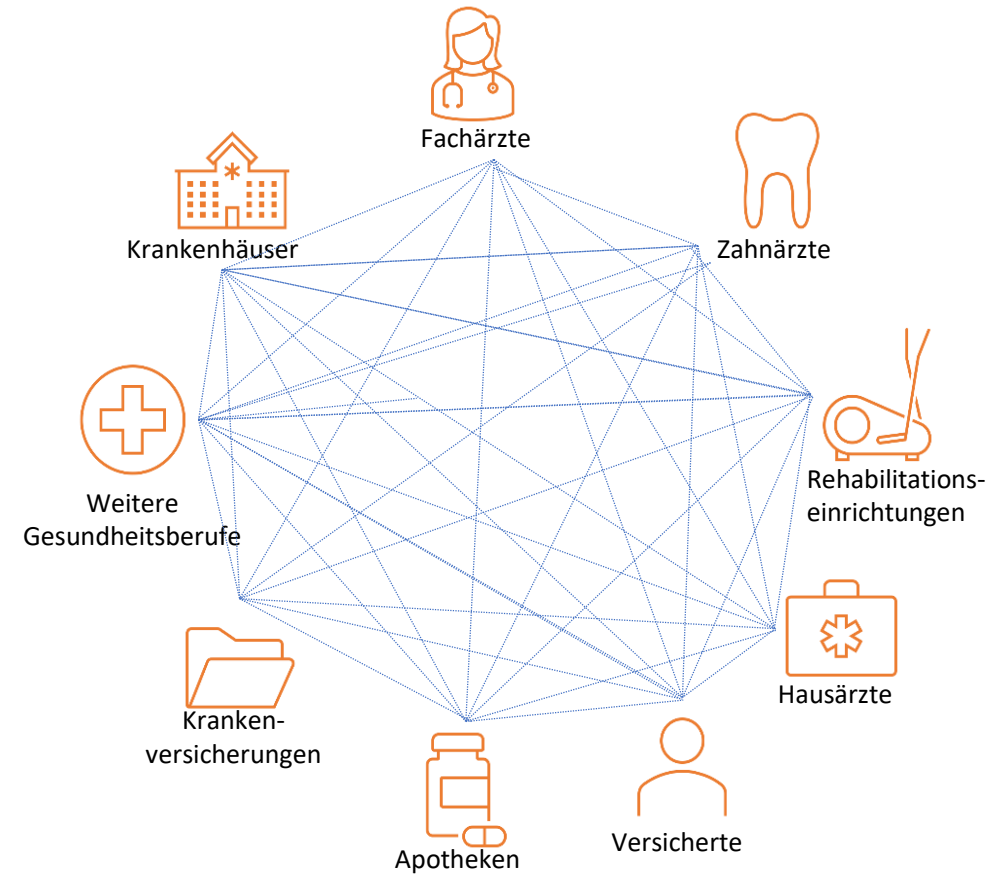 Fachärzte
Krankenhäuser
Zahnärzte
Rehabilitations-
einrichtungen
Weitere
Gesundheitsberufe
Hausärzte
Kranken-
versicherungen
Versicherte
Apotheken